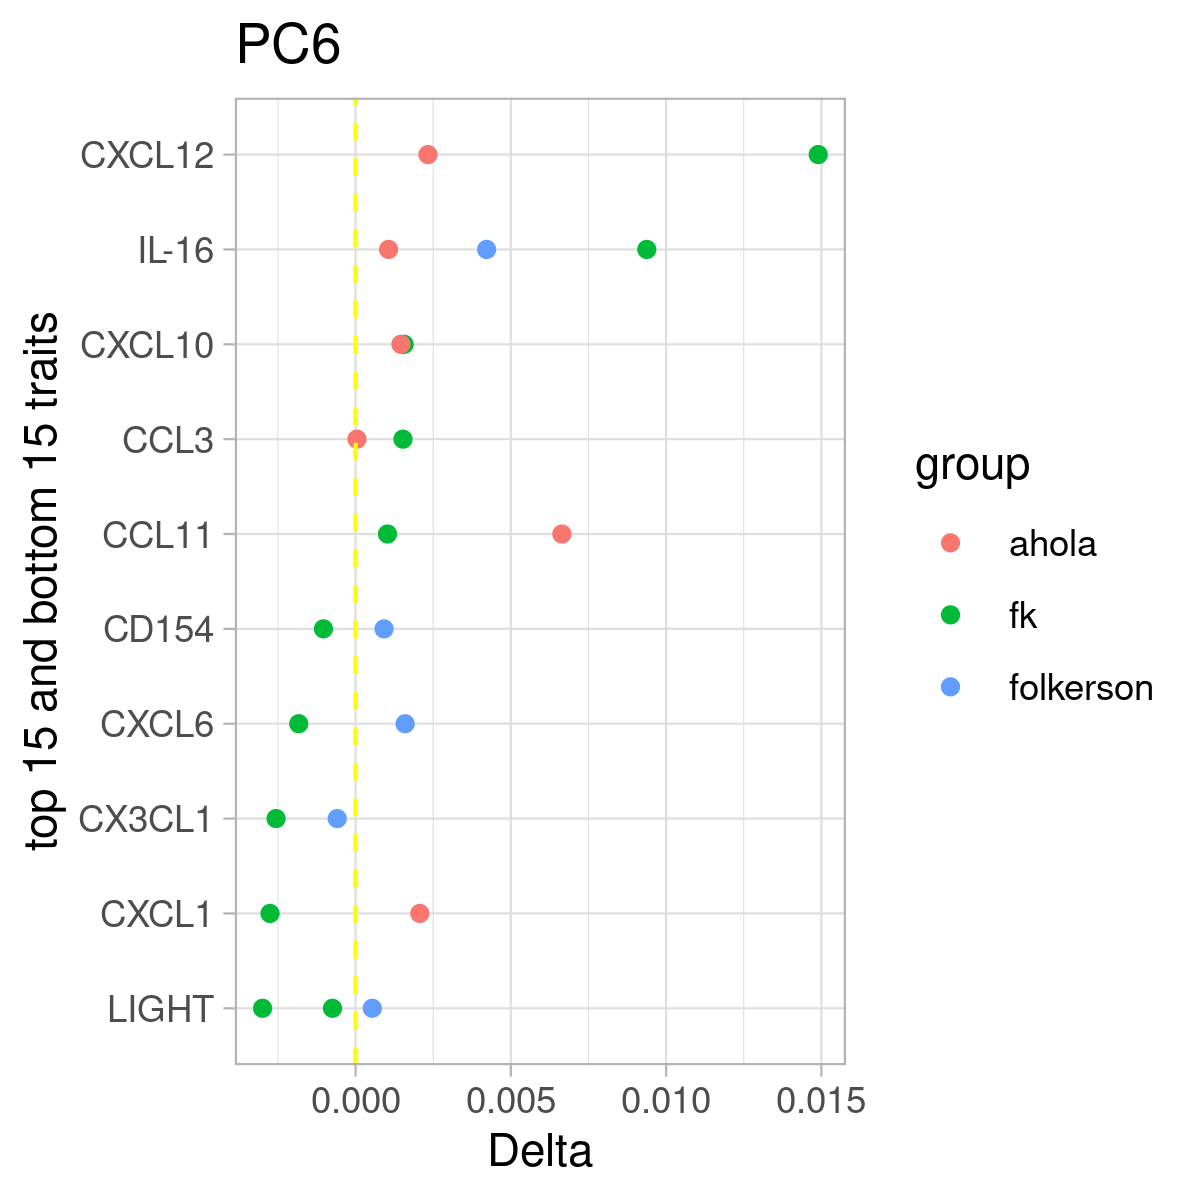 PC6
top 15 and bottom 15 traits
CXCL12
IL-16
CXCL10
CCL3
CCL11
CD154
CXCL6
CX3CL1
CXCL1
LIGHT
0.000 0.005 0.010 0.015
Delta
group
ahola
fk
folkerson